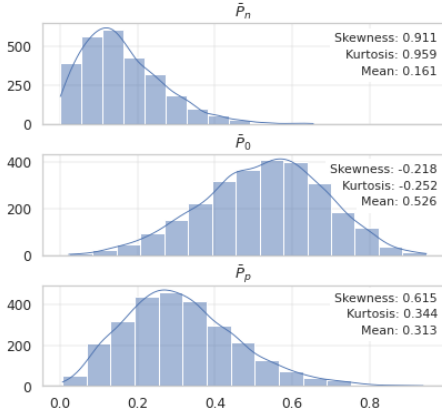 P̄ₙ
500
250
0
Skewness: 0.911
Kurtosis: 0.959
Mean: 0.161
P̄₀
400
200
0
Skewness: -0.218
Kurtosis: -0.252
Mean: 0.526
P̄ₚ
400
200
0
Skewness: 0.615
Kurtosis: 0.344
Mean: 0.313
0.0 0.2 0.4 0.6 0.8